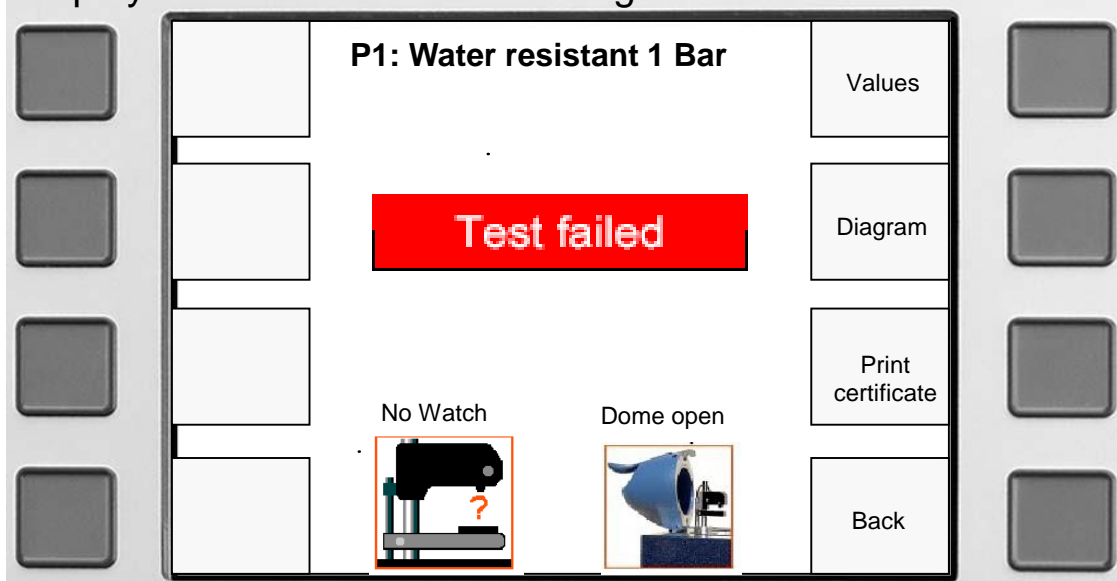 P1: Water resistant 1 Bar
Values
Test failed
Diagram
Print
certificate
No Watch
Dome open
?
Back